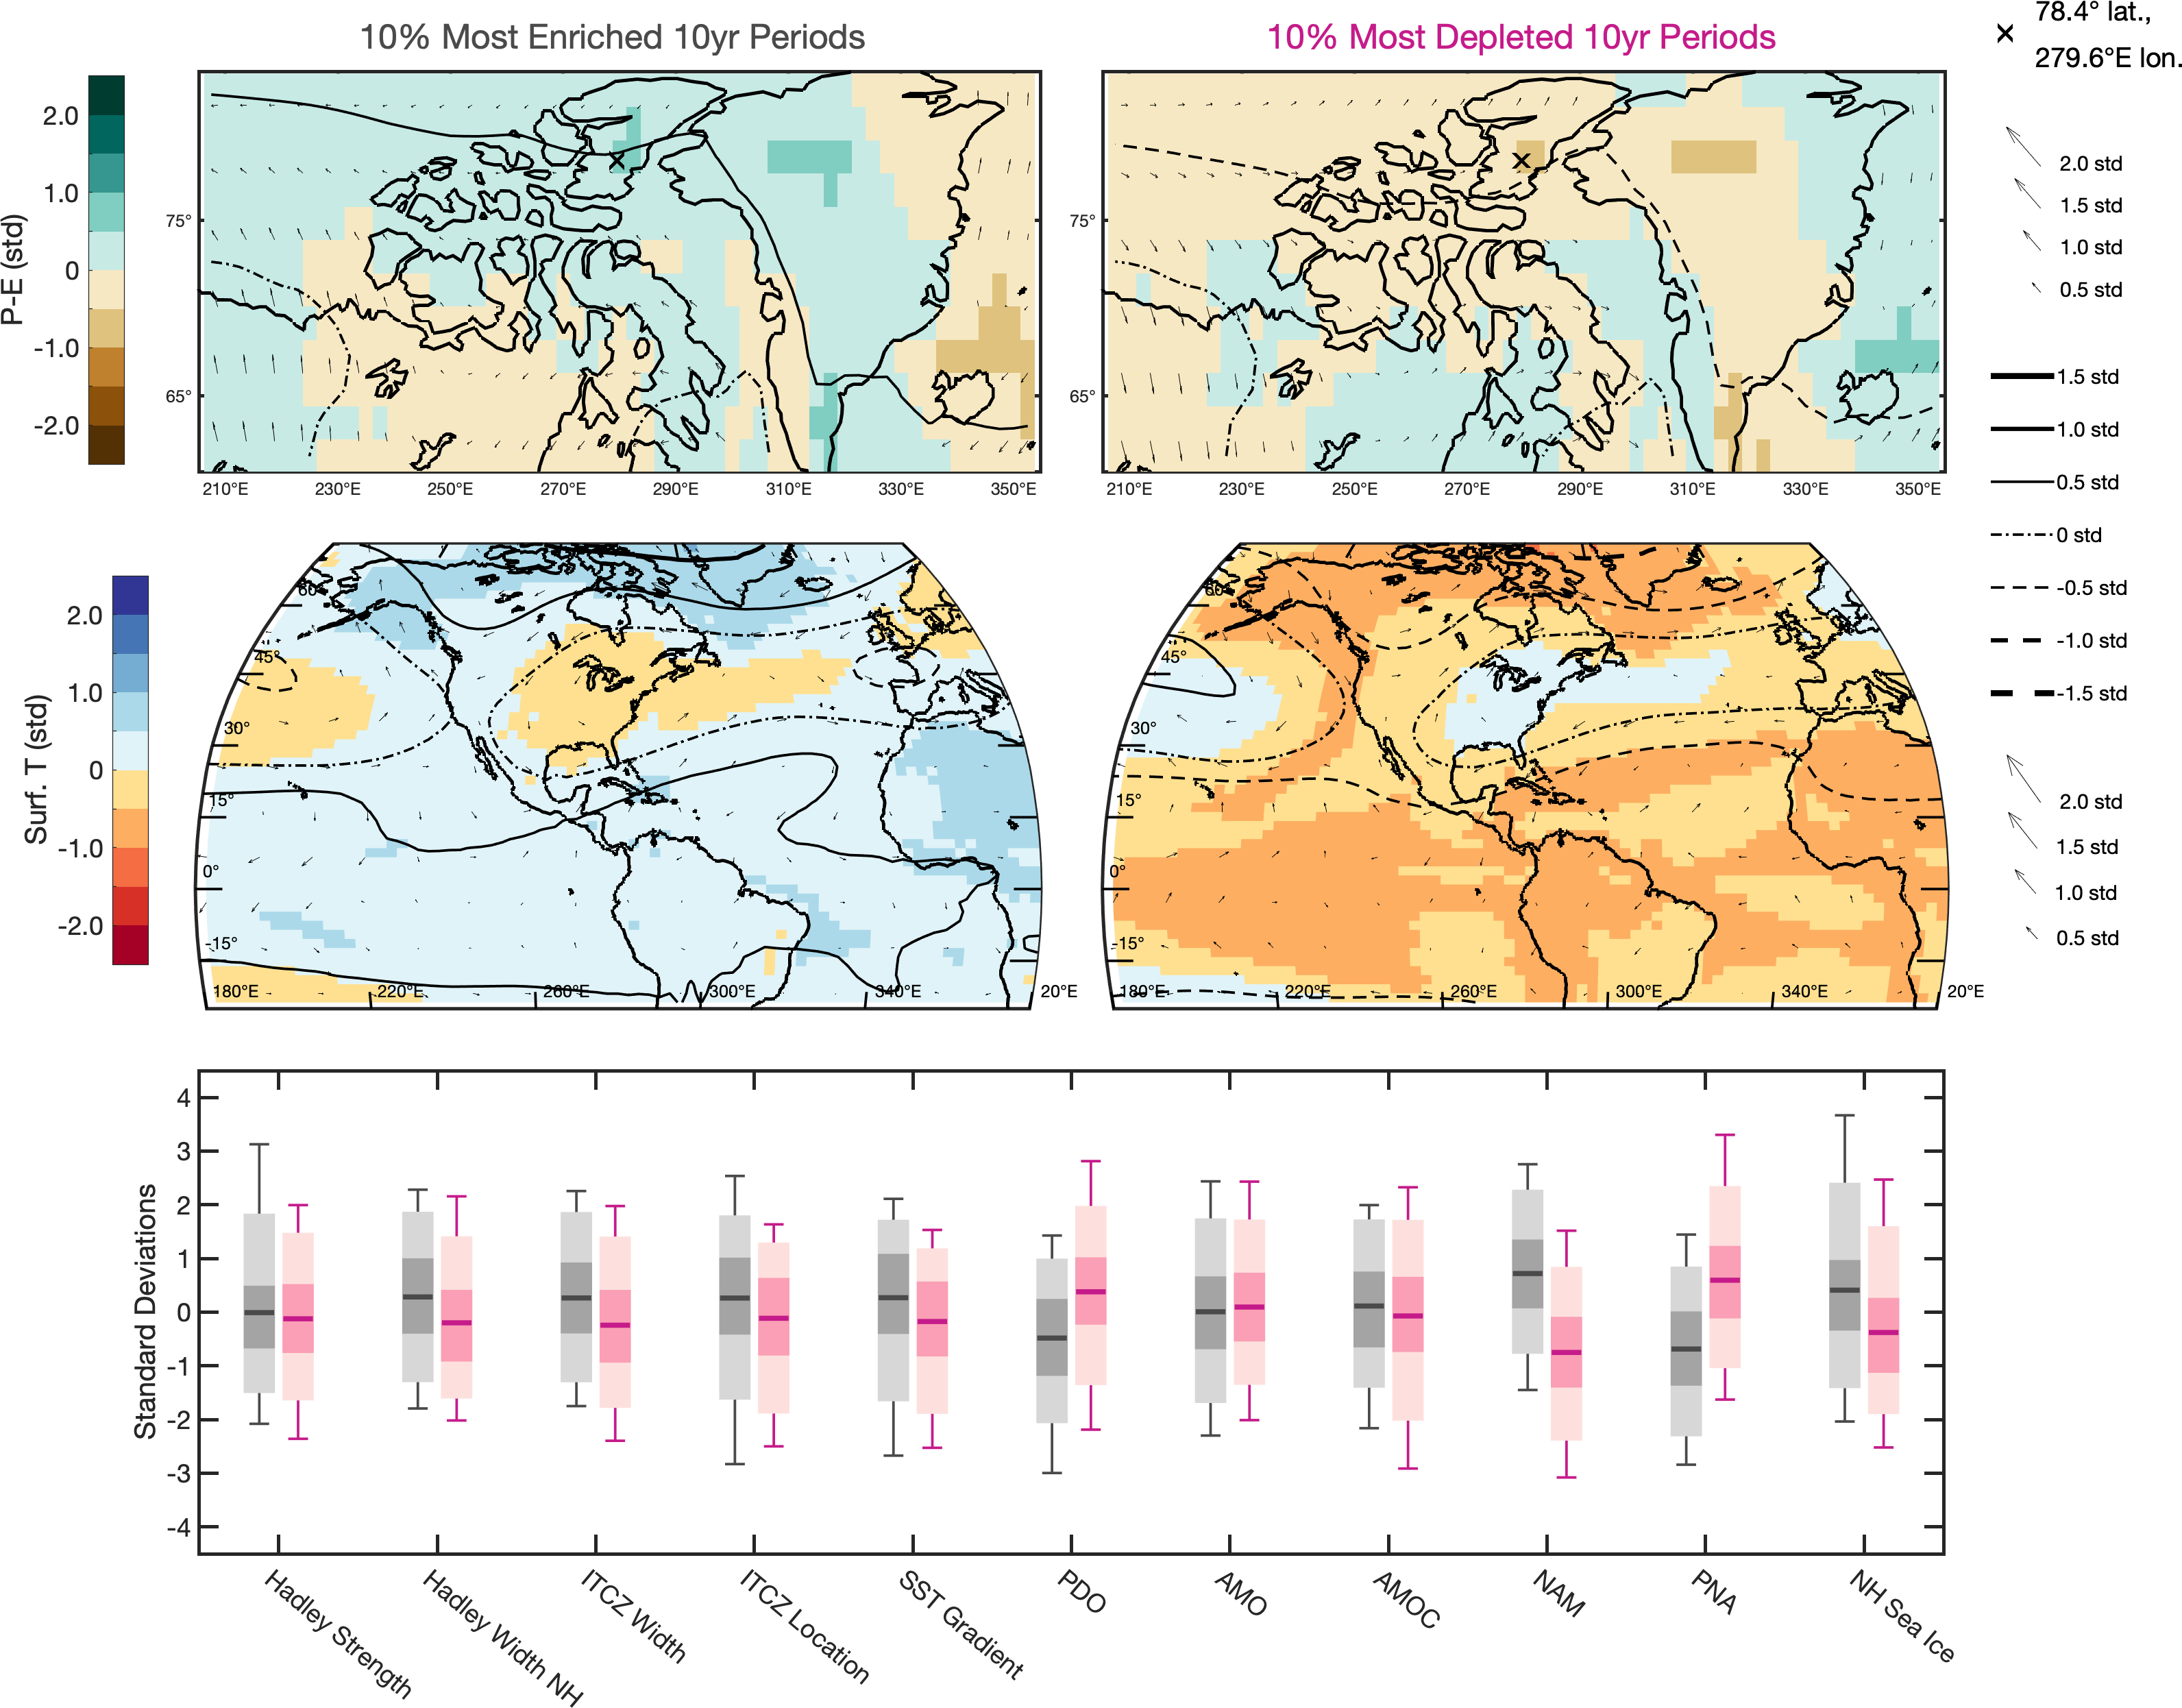 10% Most Enriched 10yr Periods
10% Most Depleted 10yr Periods
78.4° lat.,
279.6°E lon.
P-E (std)
2.0
1.0
0
-1.0
-2.0
75°
65°
210°E 230°E 250°E 270°E 290°E 310°E 330°E 350°E
75°
65°
210°E 230°E 250°E 270°E 290°E 310°E 330°E 350°E
2.0 std
1.5 std
1.0 std
0.5 std
1.5 std
1.0 std
0.5 std
0 std
-0.5 std
-1.0 std
-1.5 std
Surf. T (std)
2.0
1.0
0
-1.0
-2.0
60°
45°
30°
15°
0°
-15°
180°E 220°E 260°E 300°E 340°E 20°E
60°
45°
30°
15°
0°
-15°
180°E 220°E 260°E 300°E 340°E 20°E
2.0 std
1.5 std
1.0 std
0.5 std
Standard Deviations
4
3
2
1
0
-1
-2
-3
-4
Hadley Strength
Hadley Width NH
ITCZ Width
ITCZ Location
SST Gradient
PDO
AMO
AMOC
NAM
PNA
NH Sea Ice